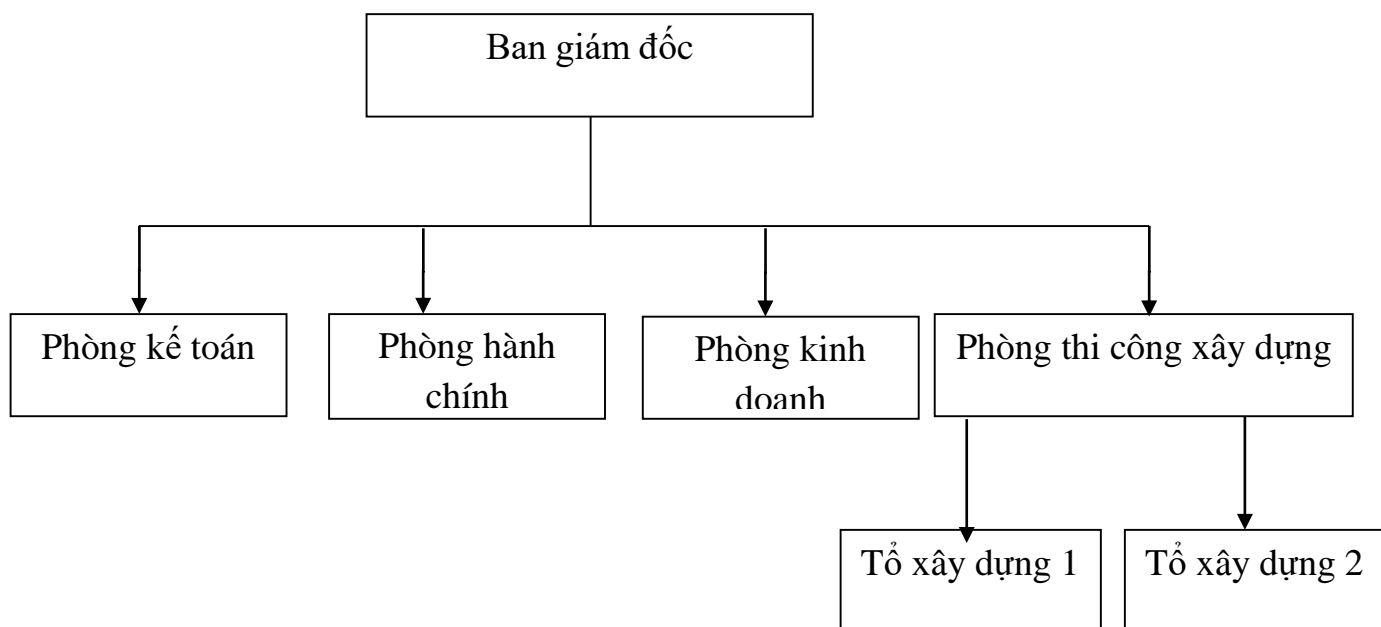 Ban giám đốc
Phòng kế toán
Phòng hành
chính
Phòng kinh
doanh
Phòng thi công xây dựng
Tổ xây dựng 1
Tổ xây dựng 2